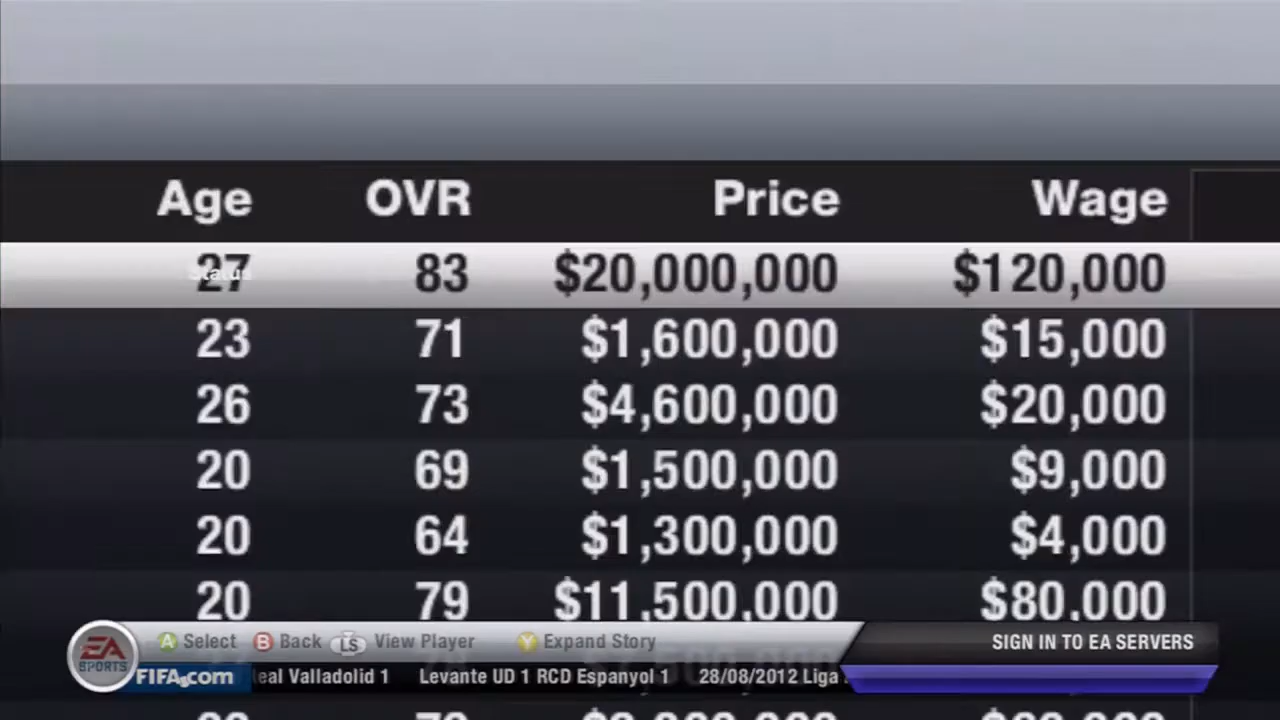 Age OVR Price Wage
27 83 $20,000,000 $120,000
Status
23 71 $1,600,000 $15,000
26 73 $4,600,000 $20,000
20 69 $1,500,000 $9,000
20 64 $1,300,000 $4,000
20 79 $11,500,000 $80,000
A Select B Back LS View Player Y Expand Story SIGN IN TO EA SERVERS
EA SPORTS
FIFA.com eal Valladolid 1 Levante UD 1 RCD Espanyol 1 28/08/2012 Liga